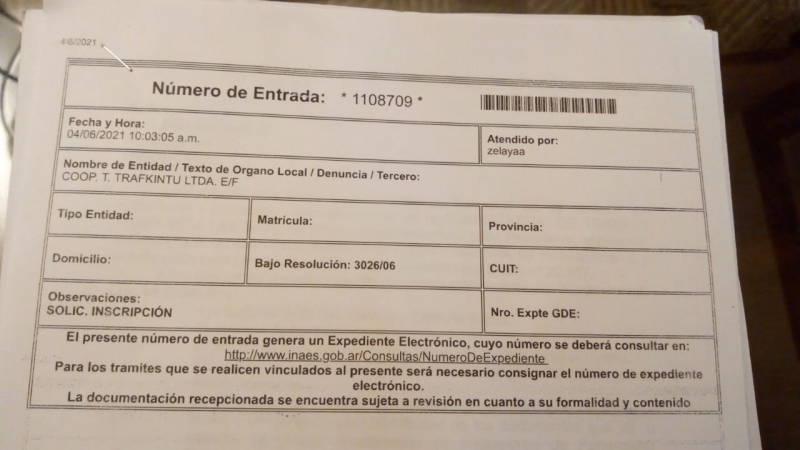 4/6/2021
Número de Entrada: * 1108709 *
Fecha y Hora:
04/06/2021 10:03:05 a.m.
Atendido por:
zelayaa
Nombre de Entidad / Texto de Organo Local / Denuncia / Tercero:
COOP. T. TRAFKINTU LTDA. E/F
Tipo Entidad:
Matrícula:
Provincia:
Domicilio:
Bajo Resolución: 3026/06
CUIT:
Observaciones:
SOLIC. INSCRIPCIÓN
Nro. Expte GDE:
El presente número de entrada genera un Expediente Electrónico, cuyo número se deberá consultar en:
http://www.inaes.gob.ar/Consultas/NumeroDeExpediente
Para los tramites que se realicen vinculados al presente será necesario consignar el número de expediente
electrónico.
La documentación recepcionada se encuentra sujeta a revisión en cuanto a su formalidad y contenido